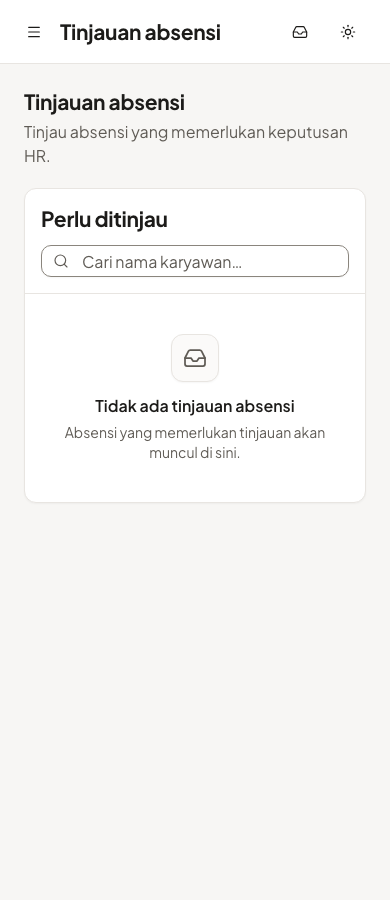 Tinjauan absensi
Tinjauan absensi
Tinjau absensi yang memerlukan keputusan
HR.
Perlu ditinjau
Cari nama karyawan...
Tidak ada tinjauan absensi
Absensi yang memerlukan tinjauan akan
muncul di sini.